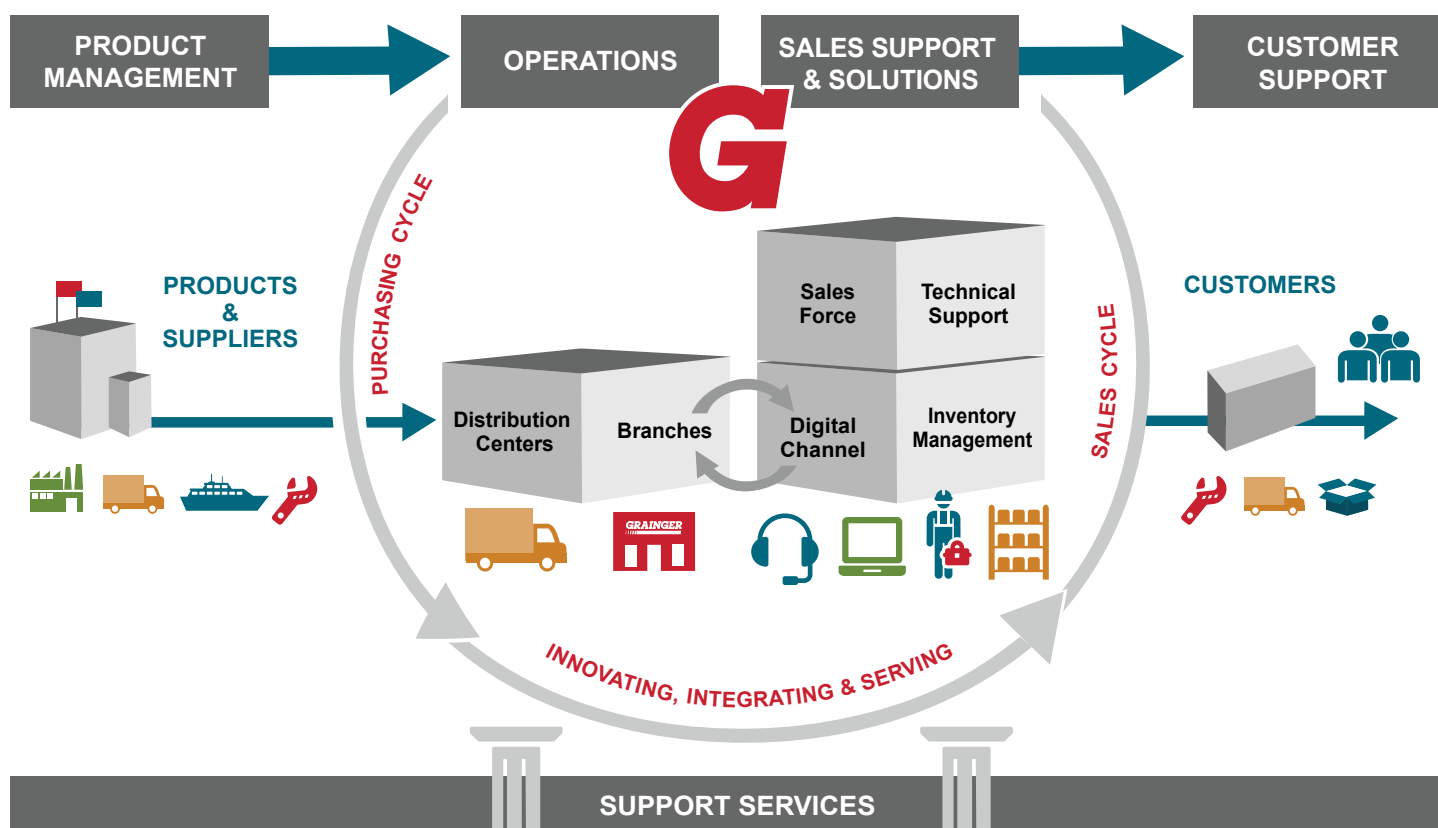 PRODUCT
MANAGEMENT
OPERATIONS
SALES SUPPORT
& SOLUTIONS
CUSTOMER
SUPPORT
G
PURCHASING CYCLE
PRODUCTS
&
SUPPLIERS
Sales
Force
Technical
Support
CUSTOMERS
SALES CYCLE
Distribution
Centers
Branches
Digital
Channel
Inventory
Management
GRAINGER
INNOVATING, INTEGRATING & SERVING
SUPPORT SERVICES